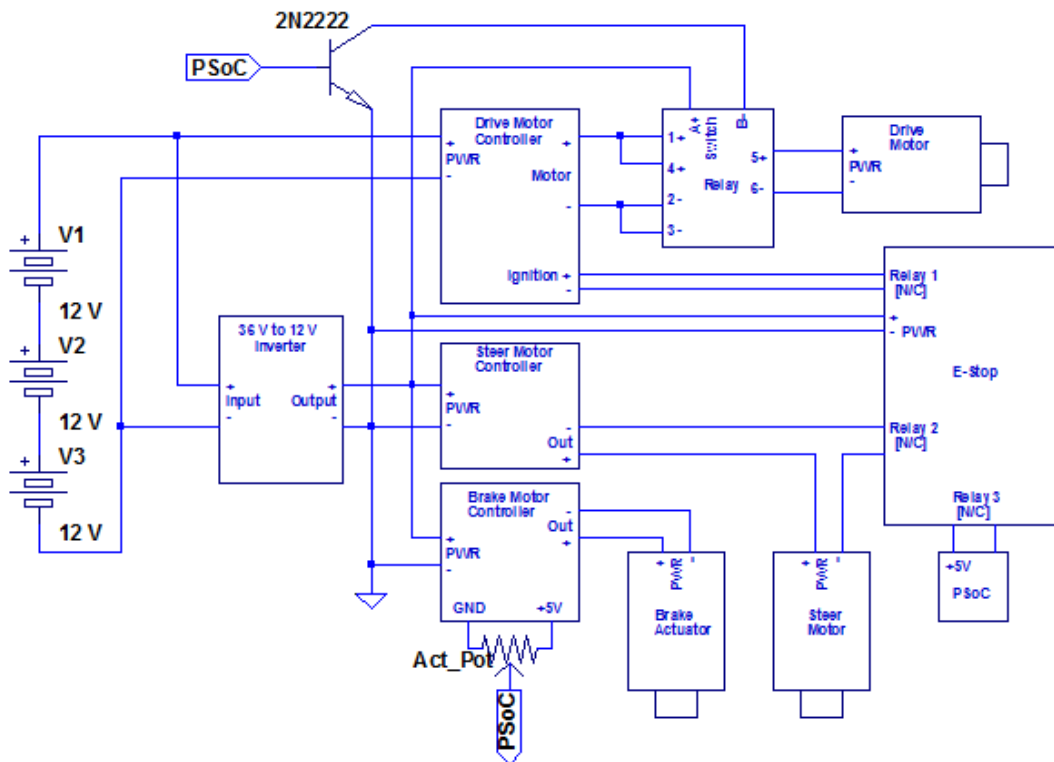 2N2222
PSoC
Drive Motor
Controller
+
PWR
-
+
Motor
-
Ignition +
-
A+
B-
Switch
1+
4+
Relay
2-
3-
5+
6-
Drive
Motor
+
PWR
-
+
V1
12 V
+
V2
12 V
+
V3
12 V
36 V to 12 V
Inverter
+
Input
-
+
Output
-
Relay 1
[N/C]
+
- PWR
E-Stop
Relay 2
[N/C]
Relay 3
[N/C]
Steer Motor
Controller
+
PWR
-
-
Out
+
Brake Motor
Controller
-
Out
+
+
PWR
-
GND
+5V
Act_Pot
PSoC
+
PWR
-
Brake
Actuator
+
PWR
-
Steer
Motor
+5V
PSoC